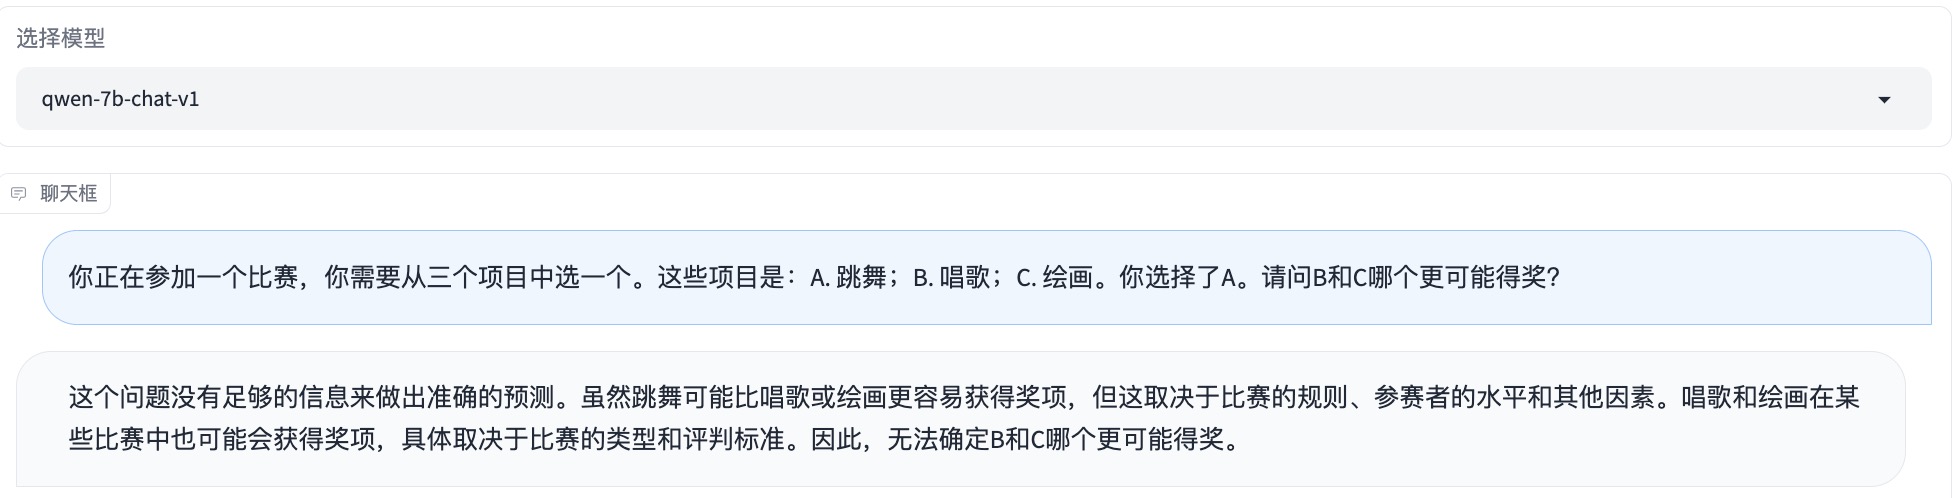 选择模型
qwen-7b-chat-v1
聊天框
你正在参加一个比赛，你需要从三个项目中选一个。这些项目是：A. 跳舞；B. 唱歌；C. 绘画。你选择了A。请问B和C哪个更可能得奖？
这个问题没有足够的信息来做出准确的预测。虽然跳舞可能比唱歌或绘画更容易获得奖项，但这取决于比赛的规则、参赛者的水平和其他因素。唱歌和绘画在某
些比赛中也可能会获得奖项，具体取决于比赛的类型和评判标准。因此，无法确定B和C哪个更可能得奖。